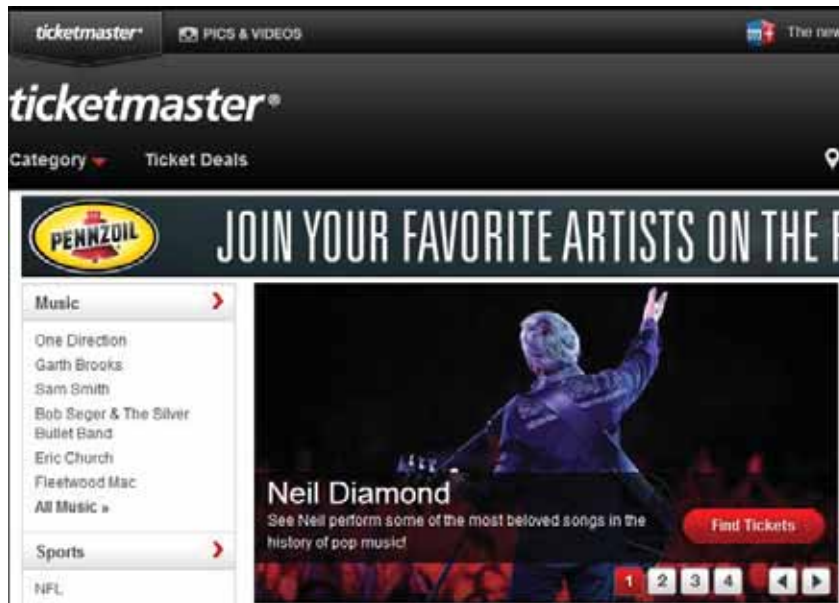 ticketmaster® PICS & VIDEOS The new
ticketmaster®
Category Ticket Deals
PENNZOIL JOIN YOUR FAVORITE ARTISTS ON THE
Music
One Direction
Garth Brooks
Sam Smith
Bob Seger & The Silver
Bullet Band
Eric Church
Fleetwood Mac
All Music »
Sports
NFL
Neil Diamond
See Neil perform some of the most beloved songs in the
history of pop music!
Find Tickets
1 2 3 4